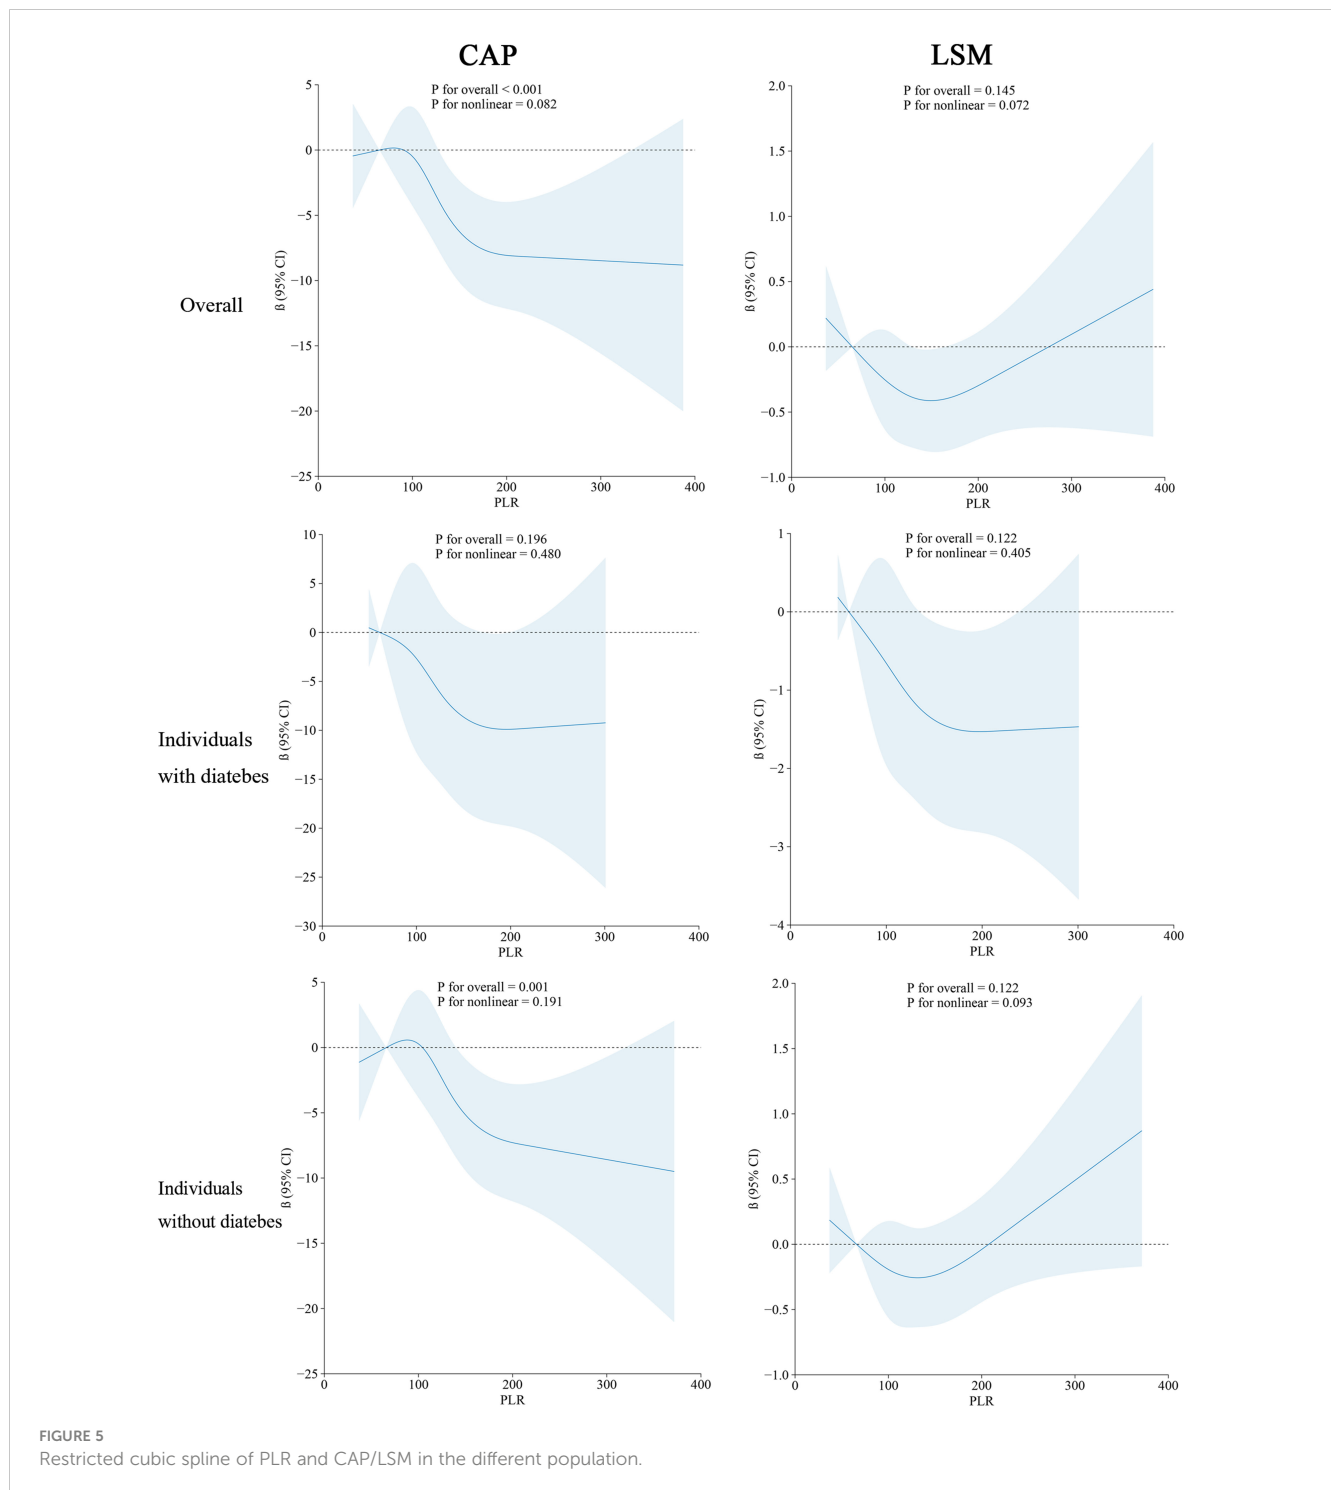 CAP
LSM
P for overall < 0.001
P for nonlinear = 0.082
5
0
−5
−10
−15
−20
−25
0
100
200
300
400
PLR
ß (95% CI)
P for overall = 0.145
P for nonlinear = 0.072
2.0
1.5
1.0
0.5
0.0
−0.5
−1.0
0
100
200
300
400
PLR
ß (95% CI)
Overall
P for overall = 0.196
P for nonlinear = 0.480
10
5
0
−5
−10
−15
−20
−25
−30
0
100
200
300
400
PLR
ß (95% CI)
P for overall = 0.122
P for nonlinear = 0.405
1
0
−1
−2
−3
−4
0
100
200
300
400
PLR
ß (95% CI)
Individuals
with diatebes
P for overall = 0.001
P for nonlinear = 0.191
5
0
−5
−10
−15
−20
−25
0
100
200
300
400
PLR
ß (95% CI)
P for overall = 0.122
P for nonlinear = 0.093
2.0
1.5
1.0
0.5
0.0
−0.5
−1.0
0
100
200
300
400
PLR
ß (95% CI)
Individuals
without diatebes
FIGURE 5
Restricted cubic spline of PLR and CAP/LSM in the different population.